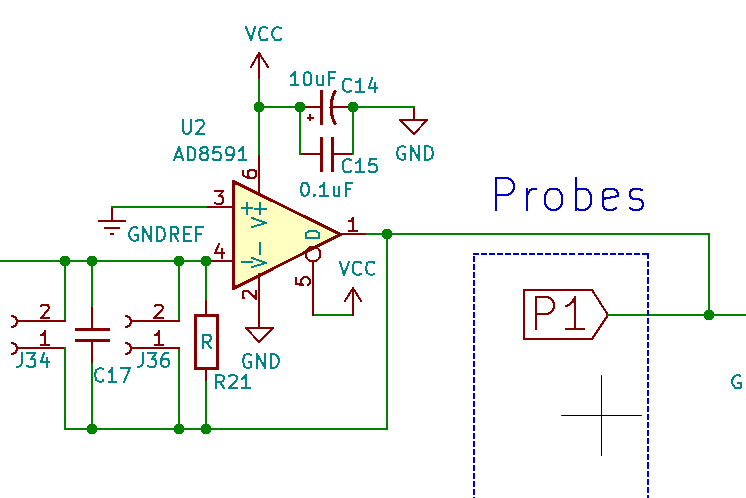 VCC
10uF C14
U2
AD8591
GND
C15
0.1uF
6
3
+
V+
1
D
Probes
GNDREF
4
-
V-
5
VCC
2
P1
2
1
J34
C17
2
1
J36
R
R21
GND
G